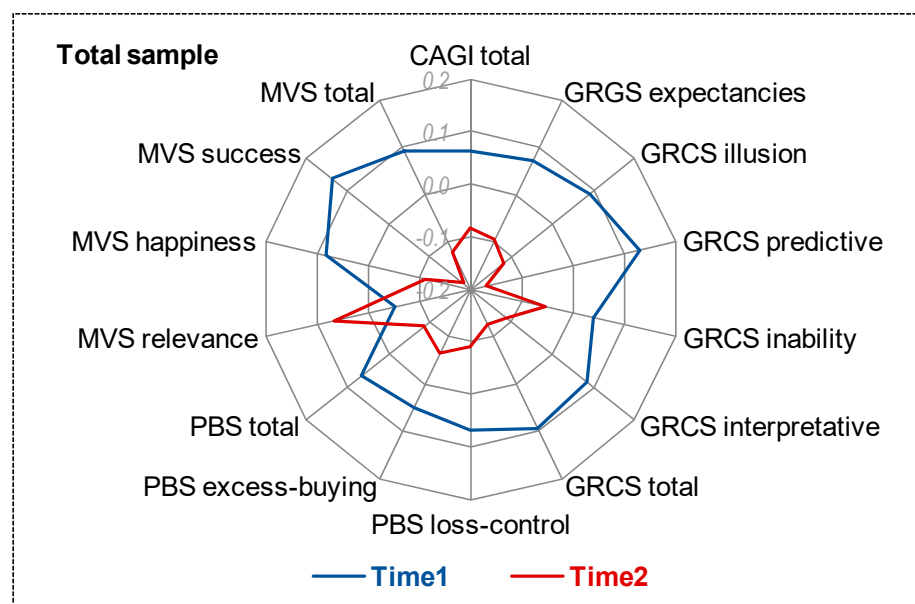 Total sample
CAGI total
MVS total
GRGS expectancies
MVS success
GRCS illusion
MVS happiness
GRCS predictive
MVS relevance
GRCS inability
PBS total
GRCS interpretative
PBS excess-buying
GRCS total
PBS loss-control
0.2
0.1
0.0
-0.1
-0.2
Time1
Time2